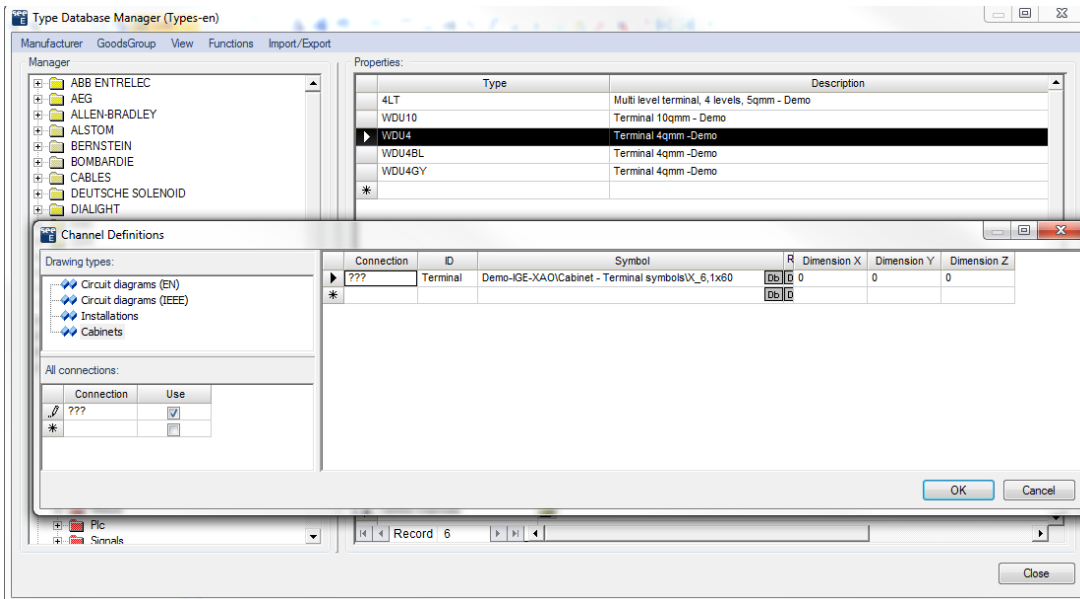 Type Database Manager (Types-en)
Manufacturer GoodsGroup View Functions Import/Export
Manager
ABB ENTRELEC
AEG
ALLEN-BRADLEY
ALSTOM
BERNSTEIN
BOMBARDIE
CABLES
DEUTSCHE SOLENOID
DIALIGHT
Properties:
Type Description
4LT Multi level terminal, 4 levels, 5qmm - Demo
WDU10 Terminal 10qmm - Demo
WDU4 Terminal 4qmm -Demo
WDU4BL Terminal 4qmm -Demo
WDU4GY Terminal 4qmm -Demo
Channel Definitions
Drawing types:
Circuit diagrams (EN)
Circuit diagrams (IEEE)
Installations
Cabinets
All connections:
Connection Use
???
Connection ID Symbol R Dimension X Dimension Y Dimension Z
??? Terminal Demo-IGE-XAO\Cabinet - Terminal symbols\X_6,1x60 Db D 0 0 0
Db D
OK Cancel
Plc
Signals
Record 6
Close